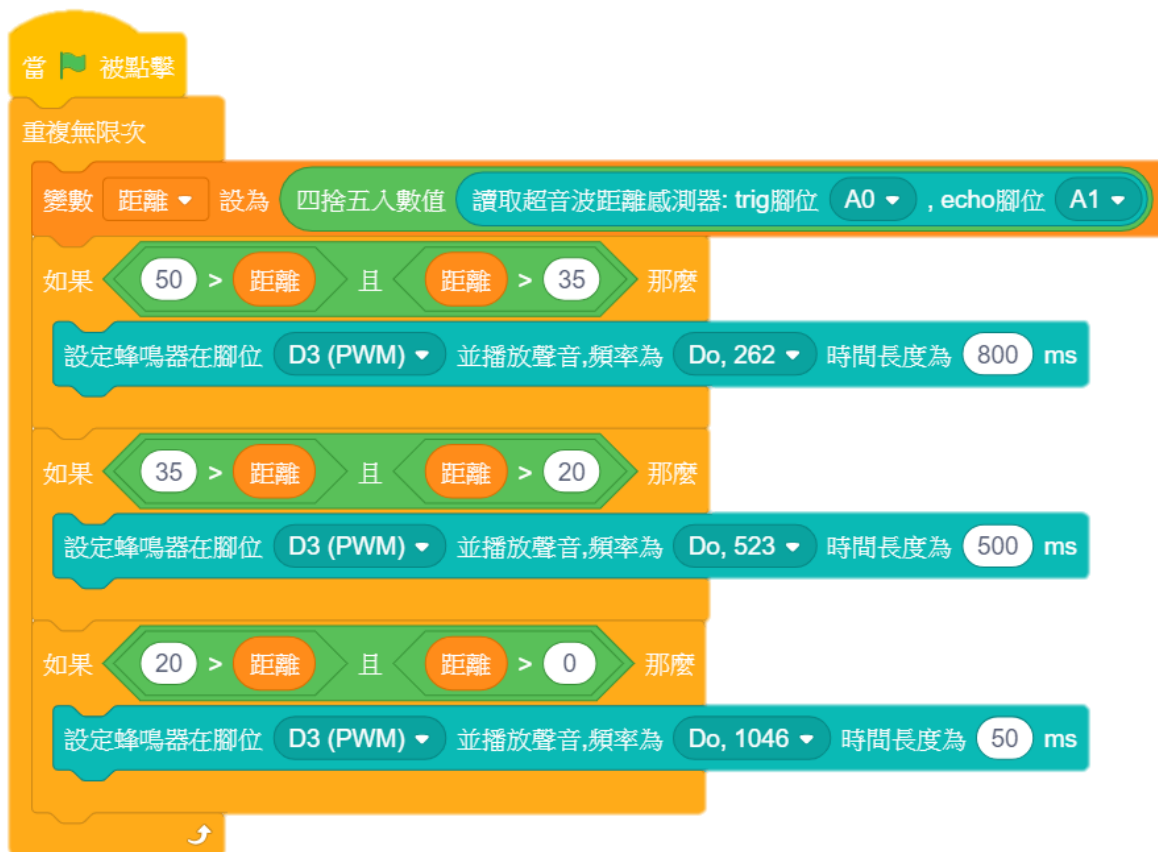 當 被點擊
重複無限次
變數 距離 設為 四捨五入數值 讀取超音波距離感測器: trig腳位 A0 , echo腳位 A1
如果 50 > 距離 且 距離 > 35 那麼
設定蜂鳴器在腳位 D3 (PWM) 並播放聲音,頻率為 Do, 262 時間長度為 800 ms
如果 35 > 距離 且 距離 > 20 那麼
設定蜂鳴器在腳位 D3 (PWM) 並播放聲音,頻率為 Do, 523 時間長度為 500 ms
如果 20 > 距離 且 距離 > 0 那麼
設定蜂鳴器在腳位 D3 (PWM) 並播放聲音,頻率為 Do, 1046 時間長度為 50 ms